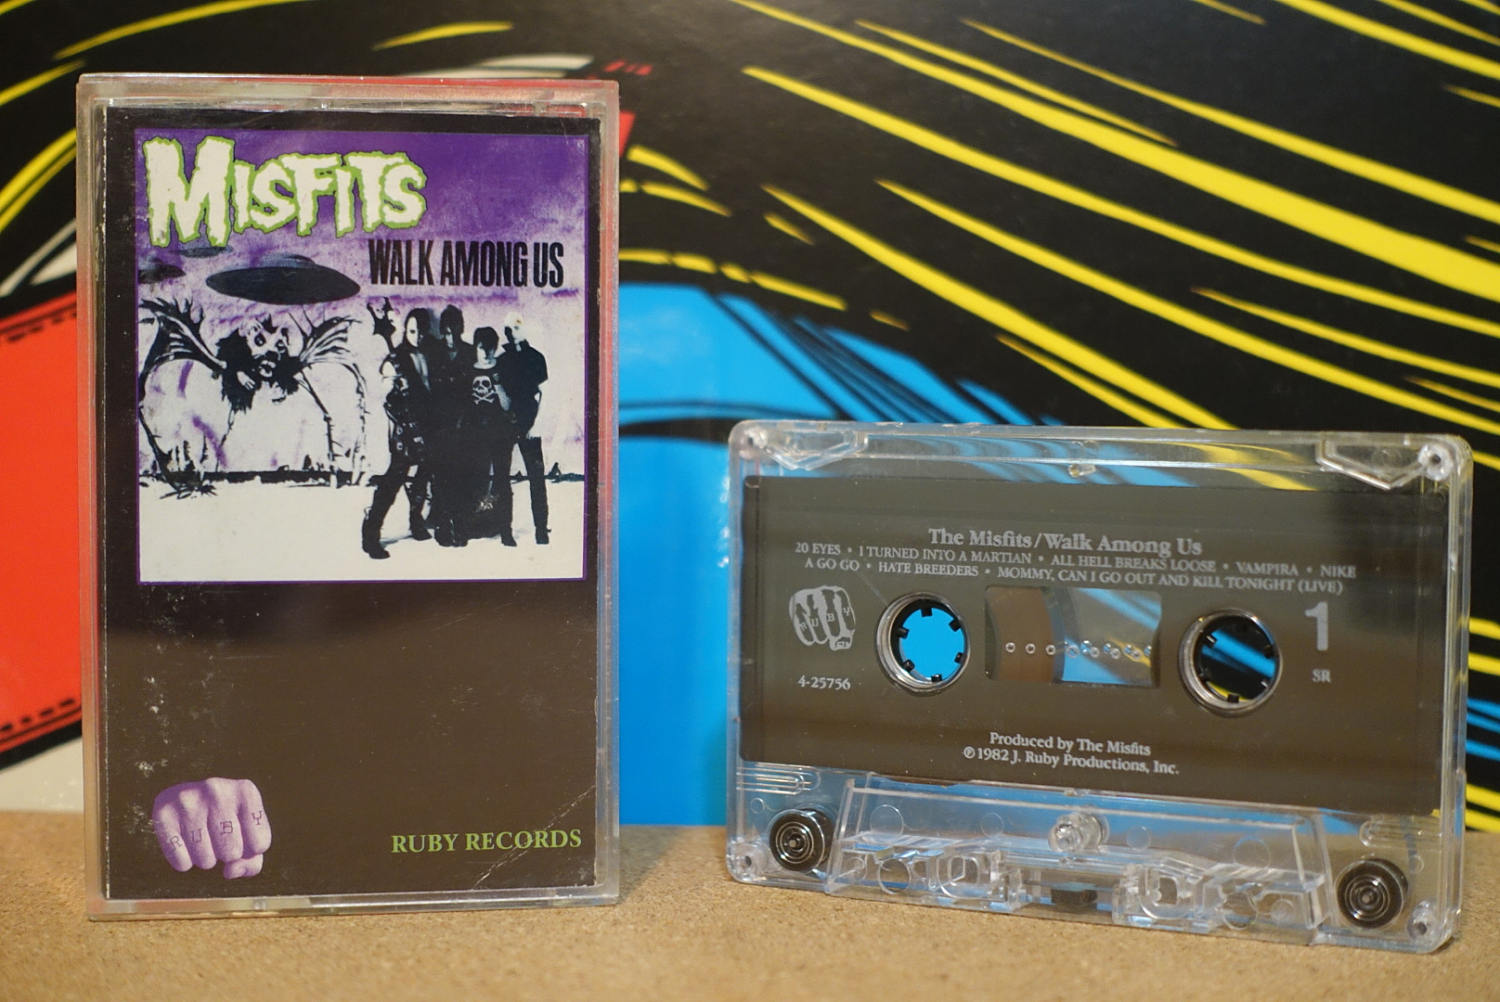 MISFITS
WALK AMONG US
RUBY
RUBY RECORDS
The Misfits/Walk Among Us
20 EYES • I TURNED INTO A MARTIAN • ALL HELL BREAKS LOOSE • VAMPIRA • NIKE
A GO GO • HATE BREEDERS • MOMMY, CAN I GO OUT AND KILL TONIGHT (LIVE)
RUBY
1
4-25756
SR
Produced by The Misfits
℗ 1982 J. Ruby Productions, Inc.